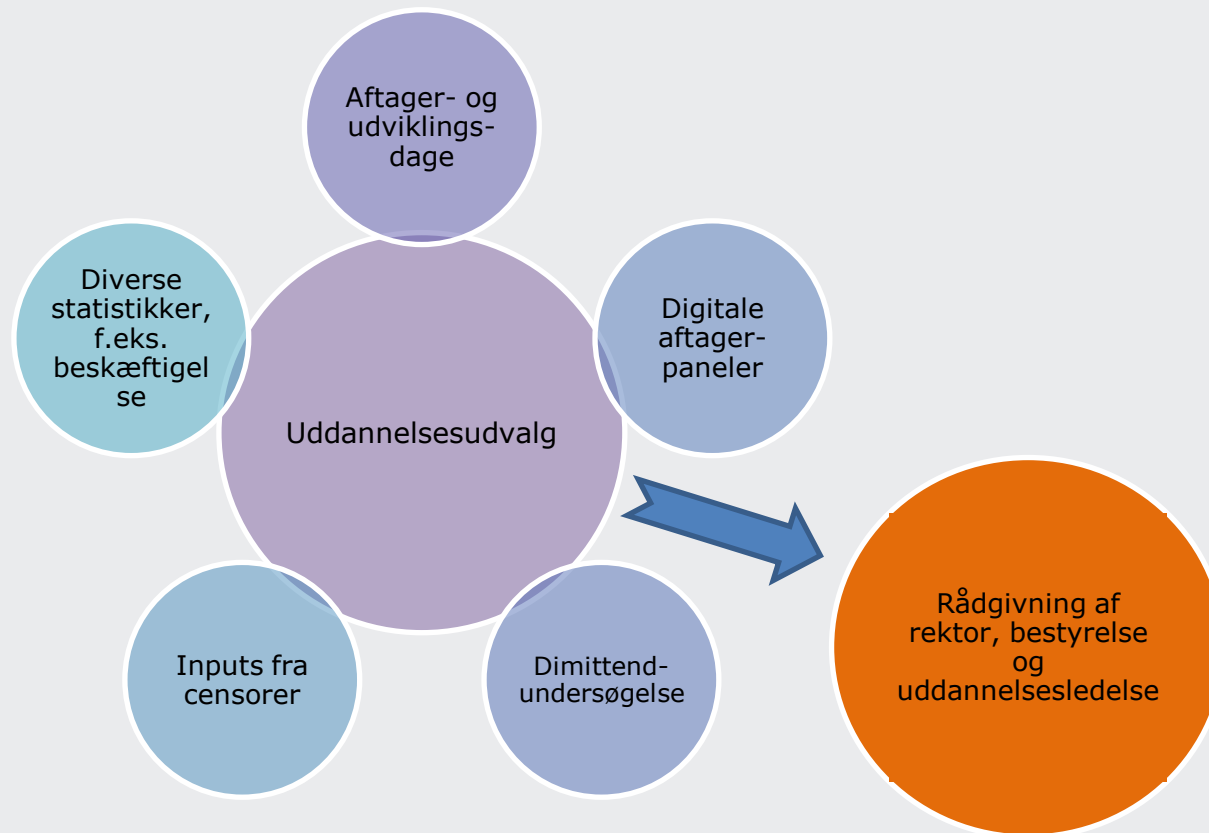 Aftager- og
udviklings-
dage
Diverse
statistikker,
f.eks.
beskæftigel
se
Digitale
aftager-
paneler
Uddannelsesudvalg
Inputs fra
censorer
Dimittend-
undersøgelse
Rådgivning af
rektor, bestyrelse
og
uddannelsesledelse